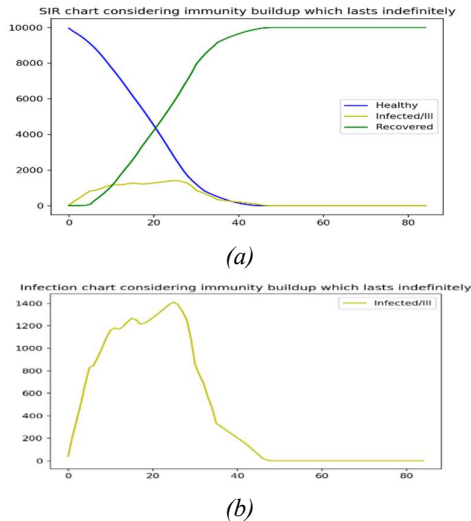 SIR chart considering immunity buildup which lasts indefinitely
10000
8000
6000
4000
2000
0
Healthy
Infected/Ill
Recovered
0 20 40 60 80
(a)
Infection chart considering immunity buildup which lasts indefinitely
1400
1200
1000
800
600
400
200
0
Infected/Ill
0 20 40 60 80
(b)